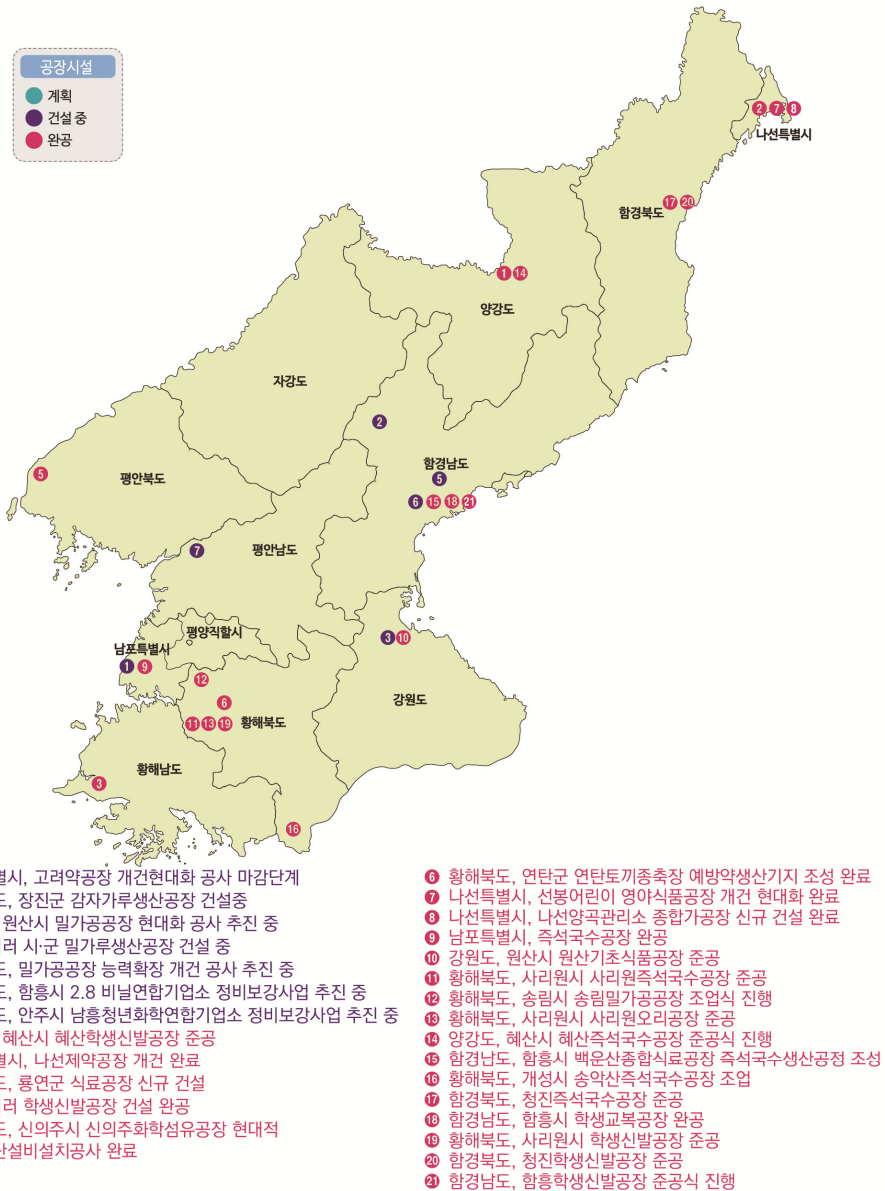 공장시설
계획
건설 중
완공
2 7 8
나선특별시
함경북도
17 20
1 14
양강도
자강도
2
함경남도
5
5
평안북도
6 15 18 21
7
평안남도
평양직할시
3 10
남포특별시
1 9
12
강원도
6
황해북도
11 13 19
황해남도
3
16
별시, 고려약공장 개건현대화 공사 마감단계
도, 장진군 감자가루생산공장 건설중
원산시 밀가공공장 현대화 공사 추진 중
러 시·군 밀가루생산공장 건설 중
도, 밀가공공장 능력확장 개건 공사 추진 중
도, 함흥시 2.8 비닐연합기업소 정비보강사업 추진 중
도, 안주시 남흥청년화학연합기업소 정비보강사업 추진 중
혜산시 혜산학생신발공장 준공
별시, 나선제약공장 개건 완료
도, 룡연군 식료공장 신규 건설
러 학생신발공장 건설 완공
도, 신의주시 신의주화학섬유공장 현대적
산설비설치공사 완료
6 황해북도, 연탄군 연탄토끼종축장 예방약생산기지 조성 완료
7 나선특별시, 선봉어린이 영양식품공장 개건 현대화 완료
8 나선특별시, 나선양곡관리소 종합가공장 신규 건설 완료
9 남포특별시, 즉석국수공장 완공
10 강원도, 원산시 원산기초식품공장 준공
11 황해북도, 사리원시 사리원즉석국수공장 준공
12 황해북도, 송림시 송림밀가공공장 조업식 진행
13 황해북도, 사리원시 사리원오리공장 준공
14 양강도, 혜산시 혜산즉석국수공장 준공식 진행
15 함경남도, 함흥시 백운산종합식료공장 즉석국수생산공정 조성
16 황해북도, 개성시 송악산즉석국수공장 조업
17 함경북도, 청진즉석국수공장 준공
18 함경남도, 함흥시 학생교복공장 완공
19 황해북도, 사리원시 학생신발공장 준공
20 함경북도, 청진학생신발공장 준공
21 함경남도, 함흥학생신발공장 준공식 진행